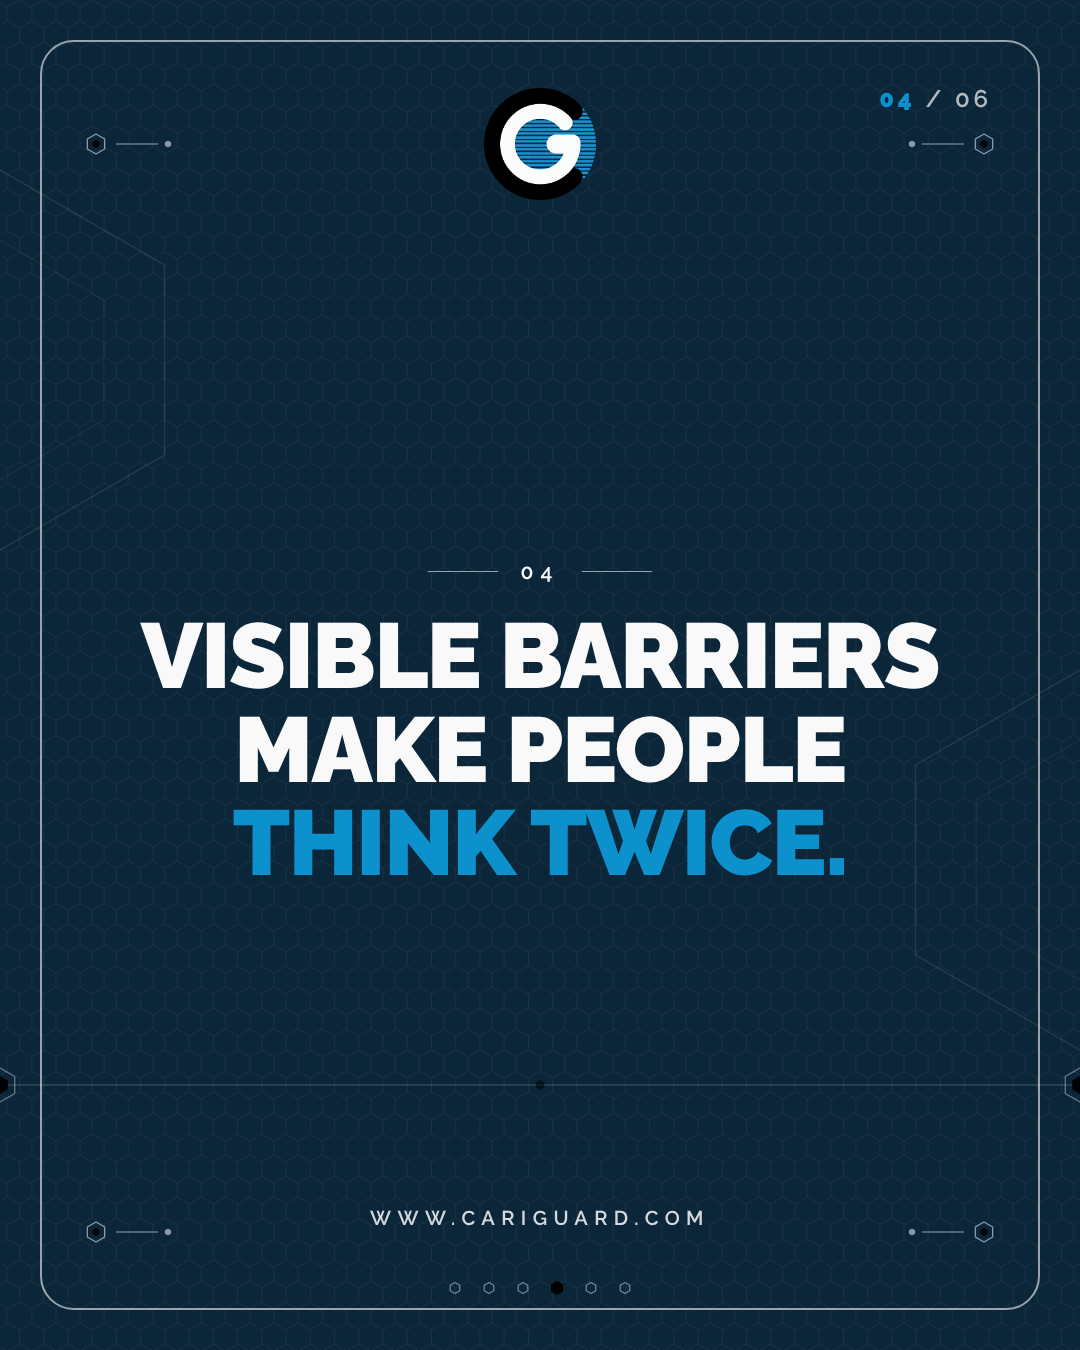 04 / 06
04
VISIBLE BARRIERS
MAKE PEOPLE
THINK TWICE.
WWW.CARIGUARD.COM